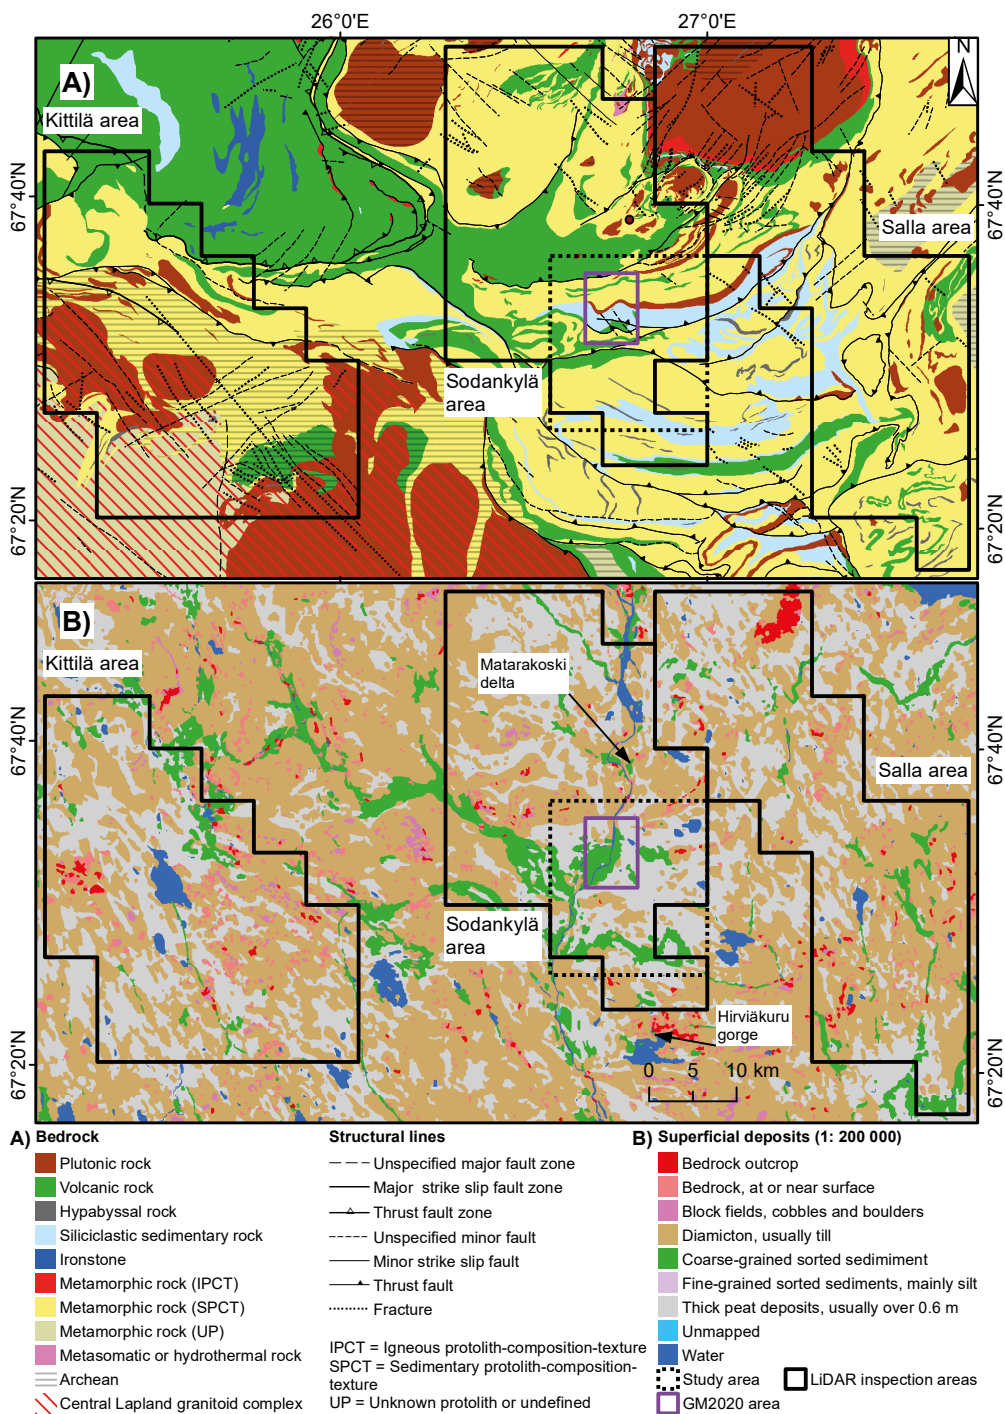 26°0'E
27°0'E
A)
Kittilä area
N
67°40'N
67°40'N
Salla area
Sodankylä
area
67°20'N
67°20'N
B)
Kittilä area
Matarakoski
delta
67°40'N
67°40'N
Salla area
Sodankylä
area
Hirviäkuru
gorge
67°20'N
67°20'N
0 5 10 km
A) Bedrock
Plutonic rock
Volcanic rock
Hypabyssal rock
Siliciclastic sedimentary rock
Ironstone
Metamorphic rock (IPCT)
Metamorphic rock (SPCT)
Metamorphic rock (UP)
Metasomatic or hydrothermal rock
Archean
Central Lapland granitoid complex
Structural lines
Unspecified major fault zone
Major strike slip fault zone
Thrust fault zone
Unspecified minor fault
Minor strike slip fault
Thrust fault
Fracture
IPCT = Igneous protolith-composition-texture
SPCT = Sedimentary protolith-composition-
texture
UP = Unknown protolith or undefined
B) Superficial deposits (1: 200 000)
Bedrock outcrop
Bedrock, at or near surface
Block fields, cobbles and boulders
Diamicton, usually till
Coarse-grained sorted sedimiment
Fine-grained sorted sediments, mainly silt
Thick peat deposits, usually over 0.6 m
Unmapped
Water
Study area
LiDAR inspection areas
GM2020 area